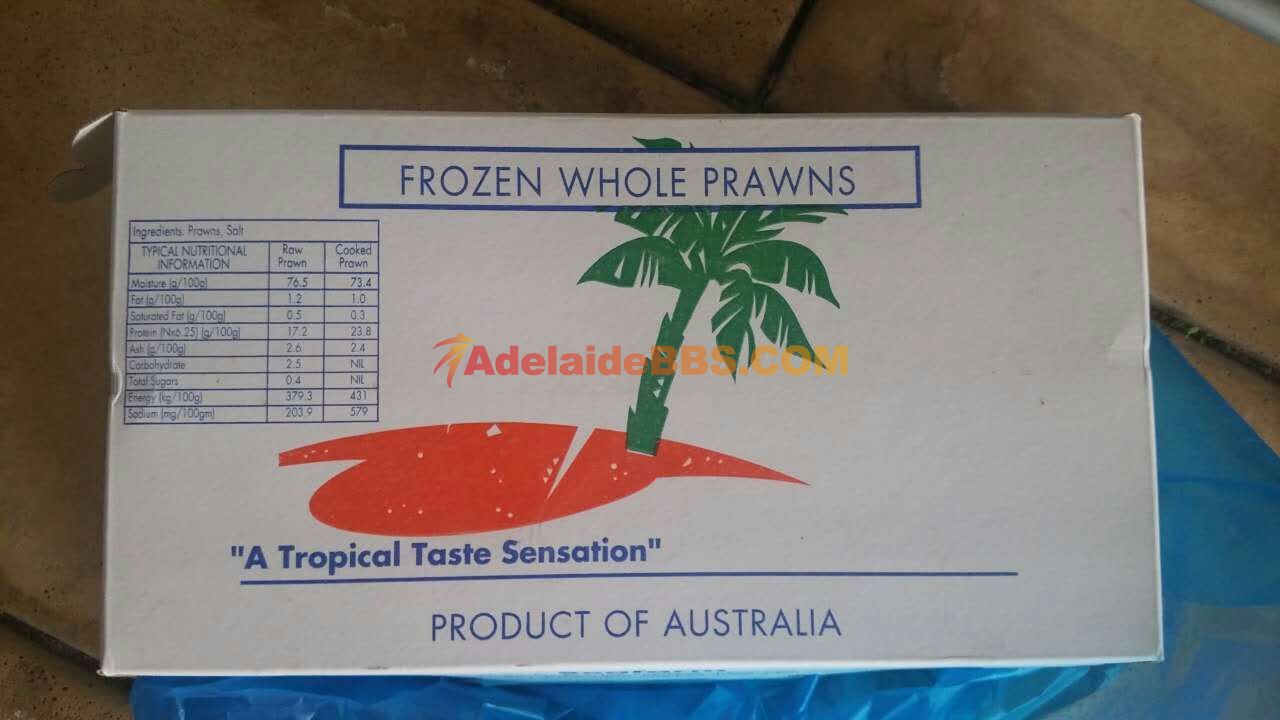 FROZEN WHOLE PRAWNS
Ingredients: Prawns, Salt
TYPICAL NUTRITIONAL INFORMATION Raw Prawn Cooked Prawn
Moisture (g/100g) 76.5 73.4
Fat (g/100g) 1.2 1.0
Saturated Fat (g/100g) 0.5 0.3
Protein (Nx6.25) (g/100g) 17.2 23.8
Ash (g/100g) 2.6 2.4
Carbohydrate 2.5 NIL
Total Sugars 0.4 NIL
Energy (kg/100g) 379.3 431
Sodium (mg/100gm) 203.9 579
AdelaideBBS.COM
"A Tropical Taste Sensation"
PRODUCT OF AUSTRALIA